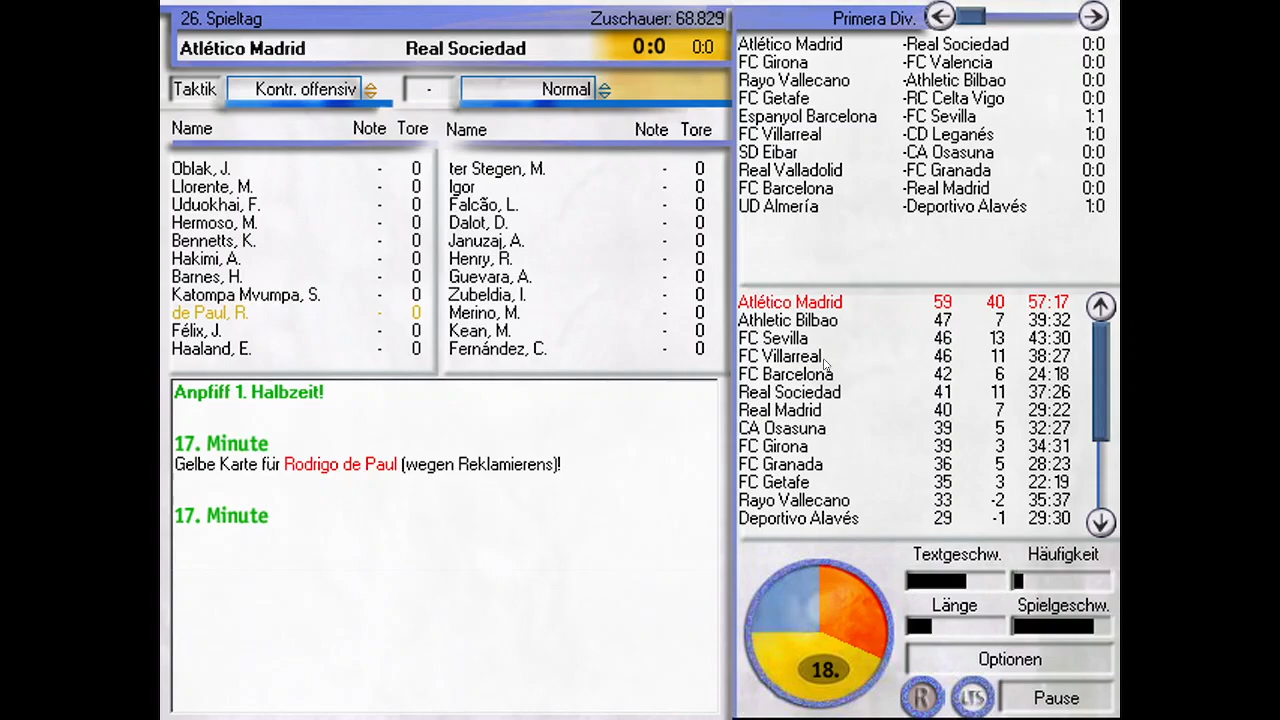 26. Spieltag Zuschauer: 68.829
Atlético Madrid Real Sociedad 0:0 0:0
Taktik Kontr. offensiv - Normal
Name Note Tore Name Note Tore
Oblak, J. - 0 ter Stegen, M. - 0
Llorente, M. - 0 Igor - 0
Uduokhai, F. - 0 Falcão, L. - 0
Hermoso, M. - 0 Dalot, D. - 0
Bennetts, K. - 0 Januzaj, A. - 0
Hakimi, A. - 0 Henry, R. - 0
Barnes, H. - 0 Guevara, A. - 0
Katompa Mvumpa, S. - 0 Zubeldia, I. - 0
de Paul, R. - 0 Merino, M. - 0
Félix, J. - 0 Kean, M. - 0
Haaland, E. - 0 Fernández, C. - 0
Anpfiff 1. Halbzeit!
17. Minute
Gelbe Karte für Rodrigo de Paul (wegen Reklamierens)!
17. Minute
Primera Div.
Atlético Madrid -Real Sociedad 0:0
FC Girona -FC Valencia 0:0
Rayo Vallecano -Athletic Bilbao 0:0
FC Getafe -RC Celta Vigo 0:0
Espanyol Barcelona -FC Sevilla 1:1
FC Villarreal -CD Leganés 1:0
SD Eibar -CA Osasuna 0:0
Real Valladolid -FC Granada 0:0
FC Barcelona -Real Madrid 0:0
UD Almería -Deportivo Alavés 1:0
Atlético Madrid 59 40 57:17
Athletic Bilbao 47 7 39:32
FC Sevilla 46 13 43:30
FC Villarreal 46 11 38:27
FC Barcelona 42 6 24:18
Real Sociedad 41 11 37:26
Real Madrid 40 7 29:22
CA Osasuna 39 5 32:27
FC Girona 39 3 34:31
FC Granada 36 5 28:23
FC Getafe 35 3 22:19
Rayo Vallecano 33 -2 35:37
Deportivo Alavés 29 -1 29:30
Textgeschw. Häufigkeit
Länge Spielgeschw.
18.
Optionen
R LTS Pause